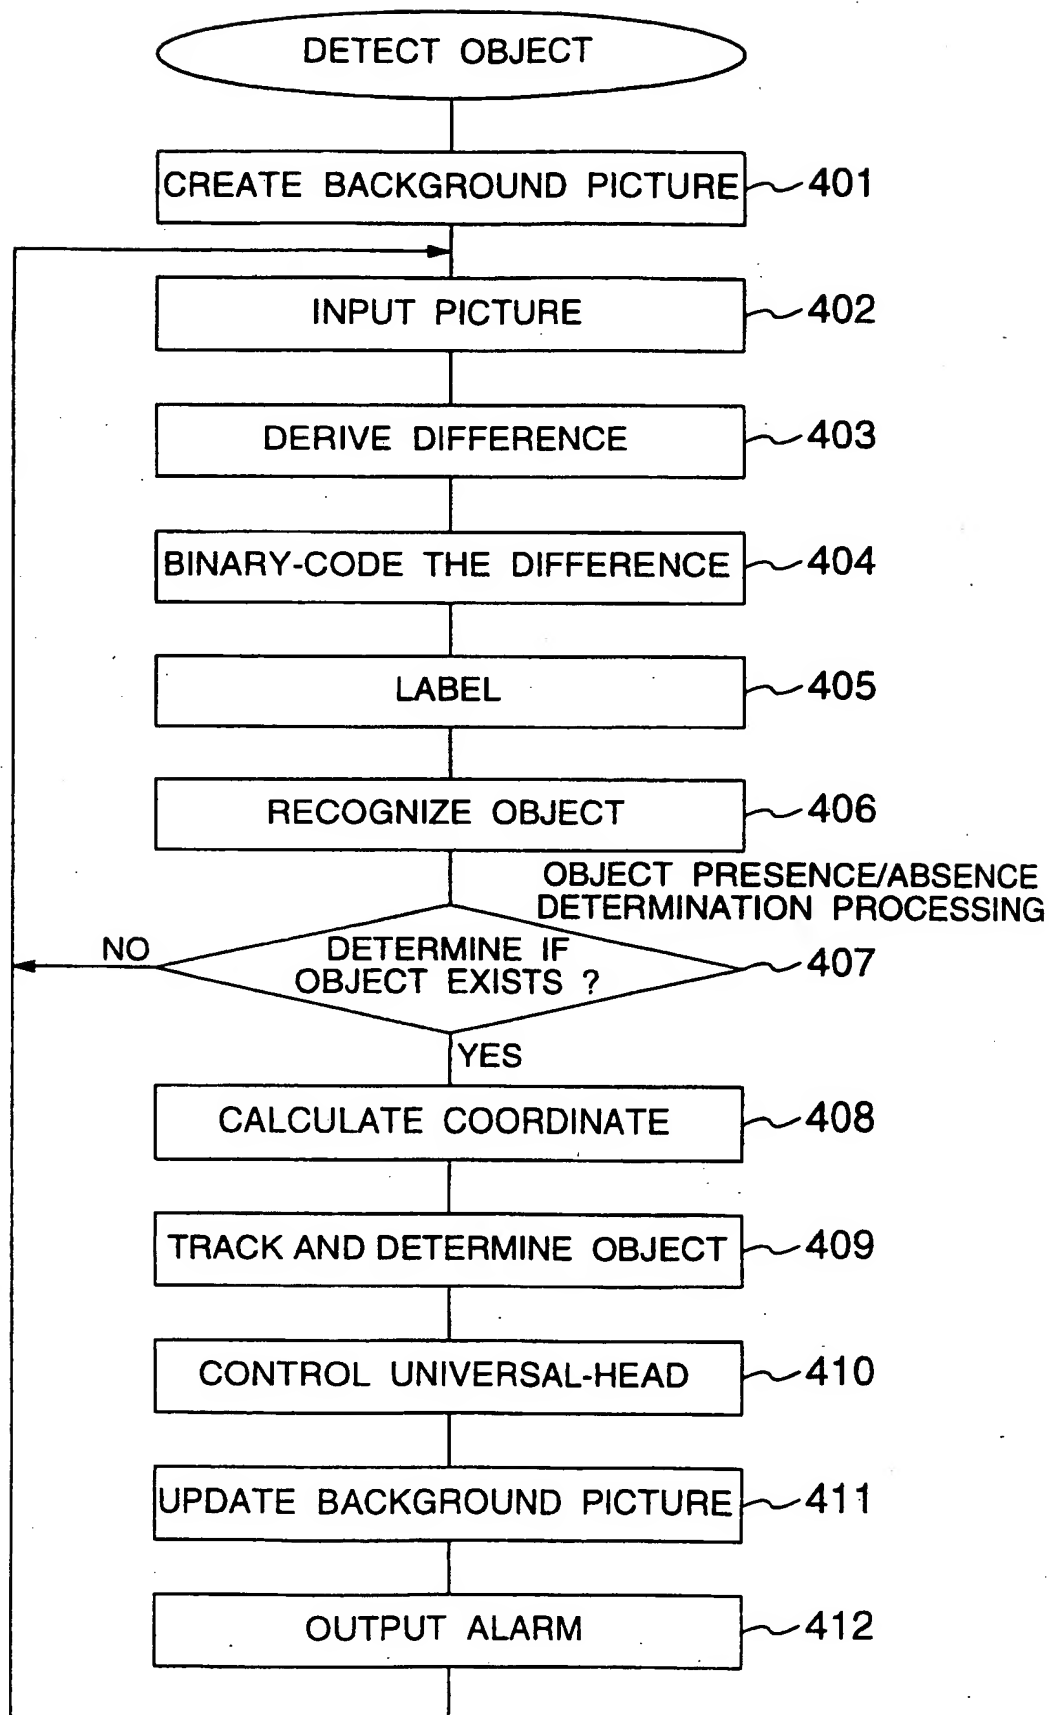 DETECT OBJECT
CREATE BACKGROUND PICTURE 401
INPUT PICTURE 402
DERIVE DIFFERENCE 403
BINARY-CODE THE DIFFERENCE 404
LABEL 405
RECOGNIZE OBJECT 406
OBJECT PRESENCE/ABSENCE
DETERMINATION PROCESSING
NO
DETERMINE IF
OBJECT EXISTS ?
407
YES
CALCULATE COORDINATE 408
TRACK AND DETERMINE OBJECT 409
CONTROL UNIVERSAL-HEAD 410
UPDATE BACKGROUND PICTURE 411
OUTPUT ALARM 412